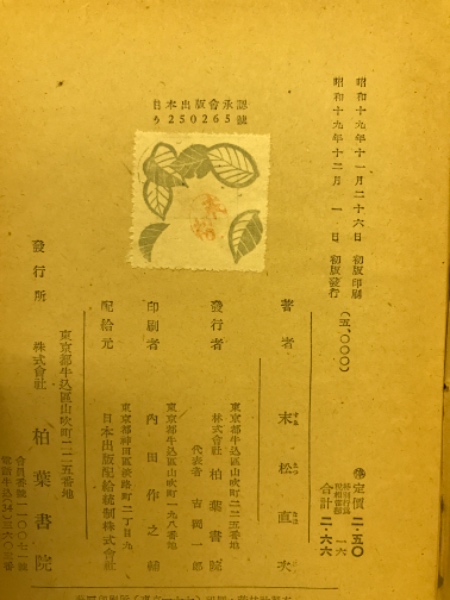 日本出版會承認
う250265號
昭和十九年十一月二十六日 初版印刷
昭和十九年十二月 一 日 初版發行
(五、〇〇〇)
定價 二・五〇
一六
合計 二・六六
著者 末松直次
東京都牛込區山吹町二二五番地
發行者 株式會社 柏葉書院
代表者 吉 一郎
東京都牛込區山吹町一九八番地
印刷者 內田作之
東京都神田區淡路町二丁目九
配給元 日本出版配給統制株式會社
東京都牛込區山吹町二二五番地
發行所 株式會社 柏葉書院